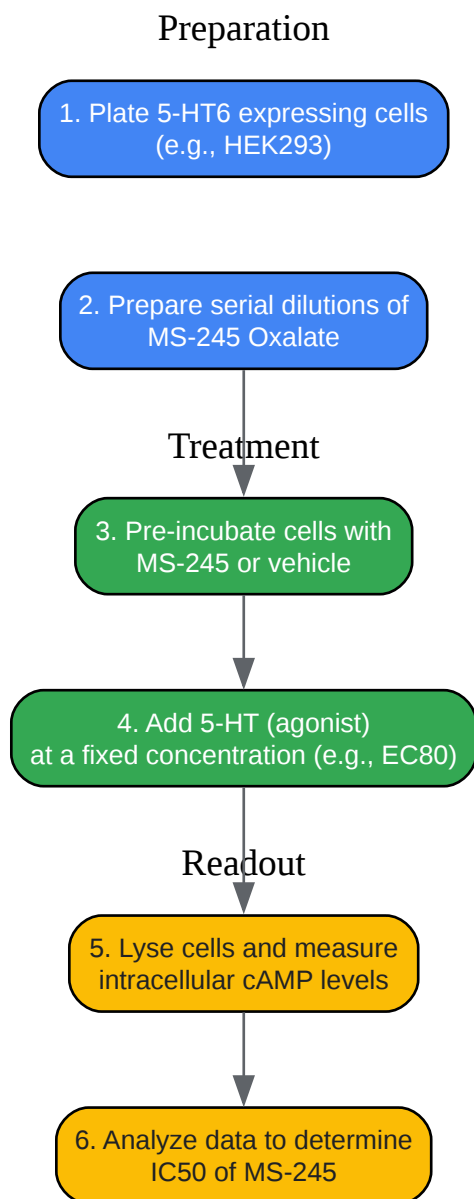 Preparation
1. Plate 5-HT6 expressing cells
(e.g., HEK293)
2. Prepare serial dilutions of
MS-245 Oxalate
Treatment
3. Pre-incubate cells with
MS-245 or vehicle
4. Add 5-HT (agonist)
at a fixed concentration (e.g., EC80)
Readout
5. Lyse cells and measure
intracellular cAMP levels
6. Analyze data to determine
IC50 of MS-245